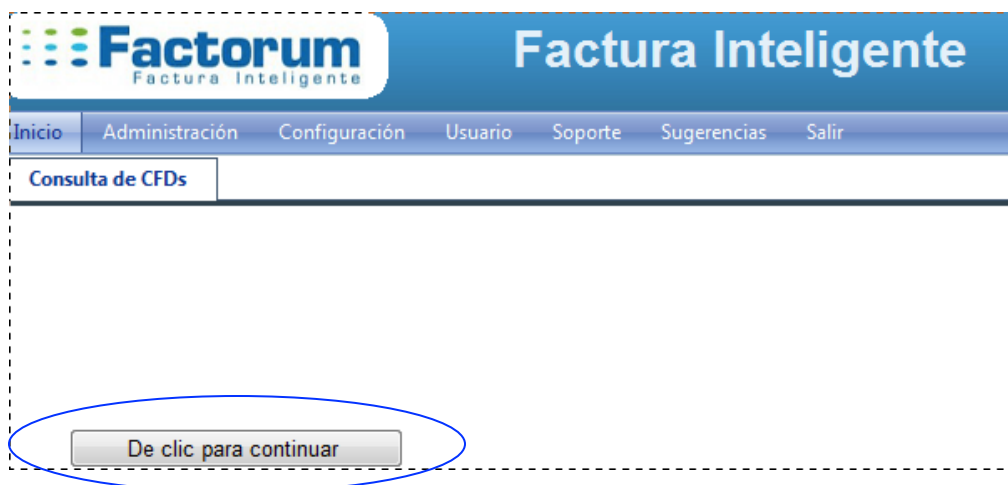 Factorum
Factura Inteligente
Factura Inteligente
Inicio Administración Configuración Usuario Soporte Sugerencias Salir
Consulta de CFDs
De clic para continuar